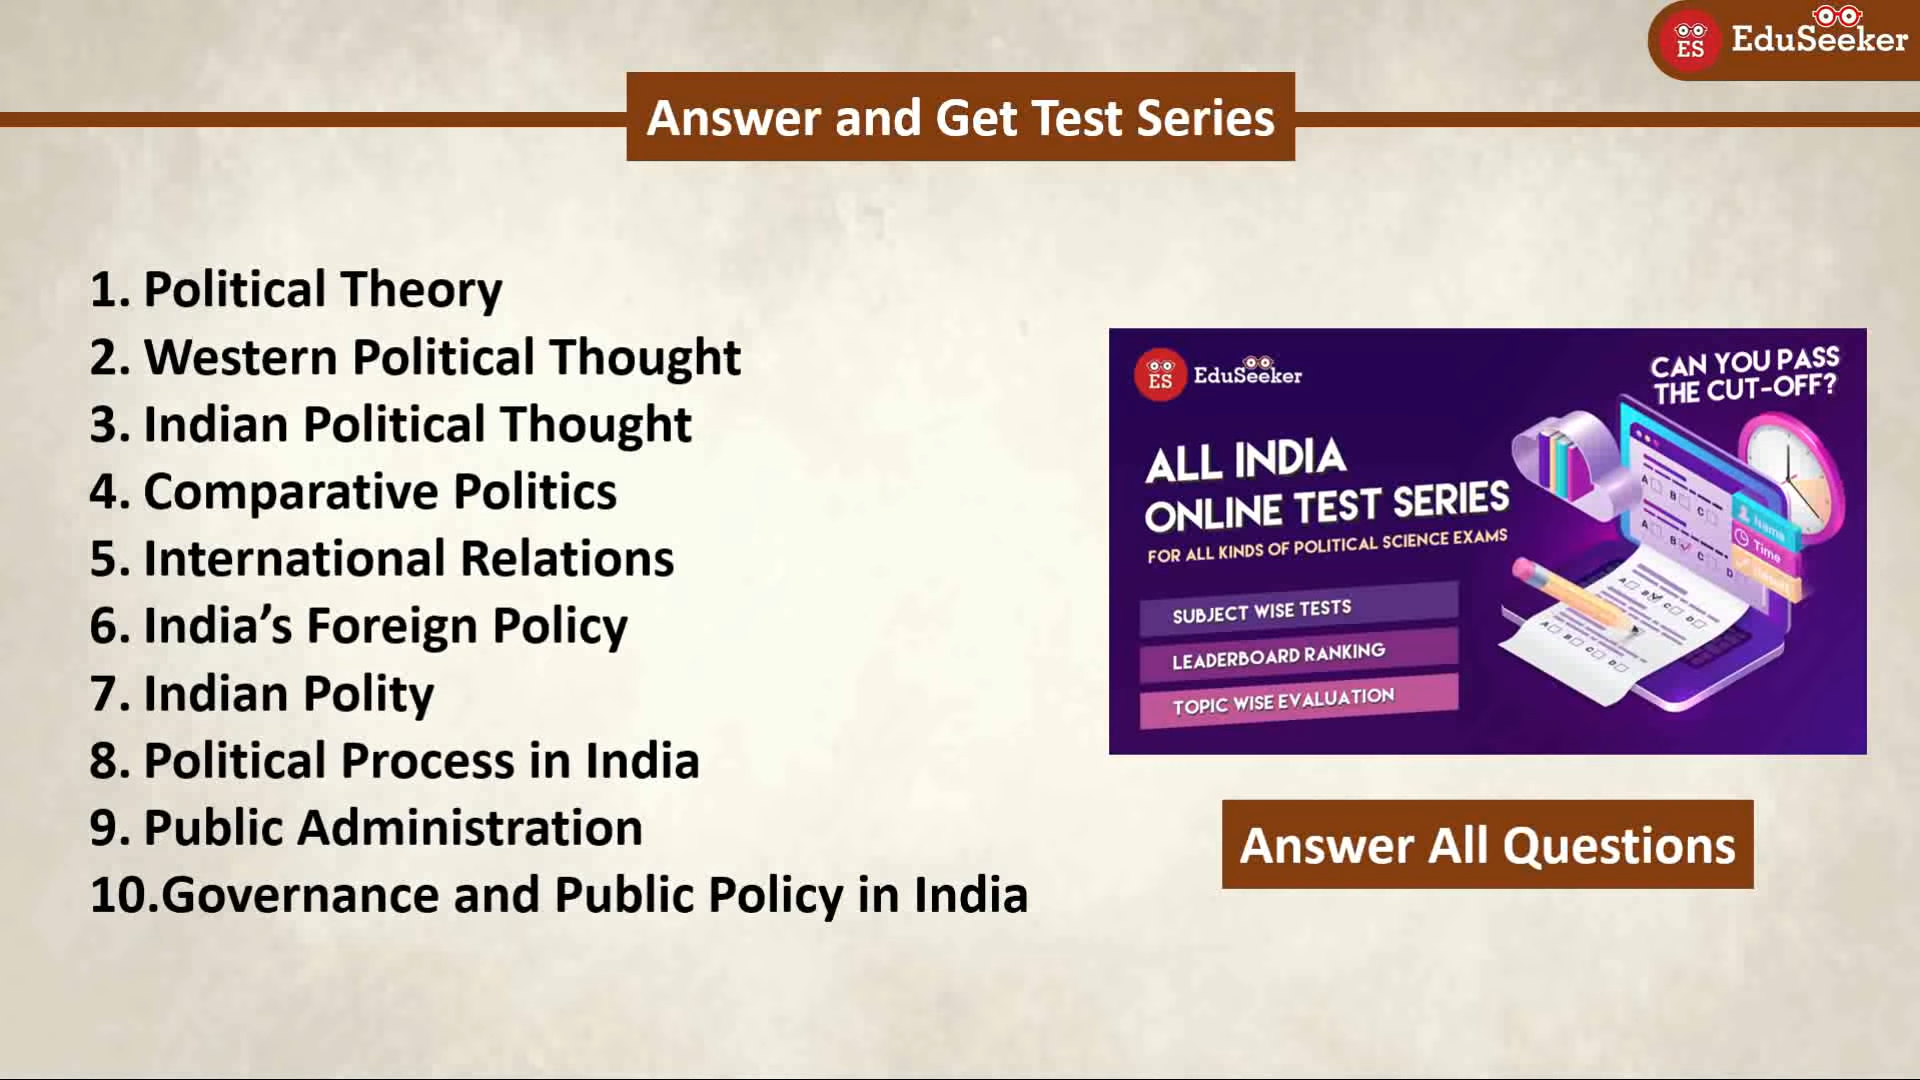 ES EduSeeker
Answer and Get Test Series
1. Political Theory
2. Western Political Thought
3. Indian Political Thought
4. Comparative Politics
5. International Relations
6. India’s Foreign Policy
7. Indian Polity
8. Political Process in India
9. Public Administration
10.Governance and Public Policy in India
ES EduSeeker
CAN YOU PASS
THE CUT-OFF?
ALL INDIA
ONLINE TEST SERIES
FOR ALL KINDS OF POLITICAL SCIENCE EXAMS
SUBJECT WISE TESTS
LEADERBOARD RANKING
TOPIC WISE EVALUATION
A B C
A B C D
Name
Time
A B C D
A B C D
Answer All Questions